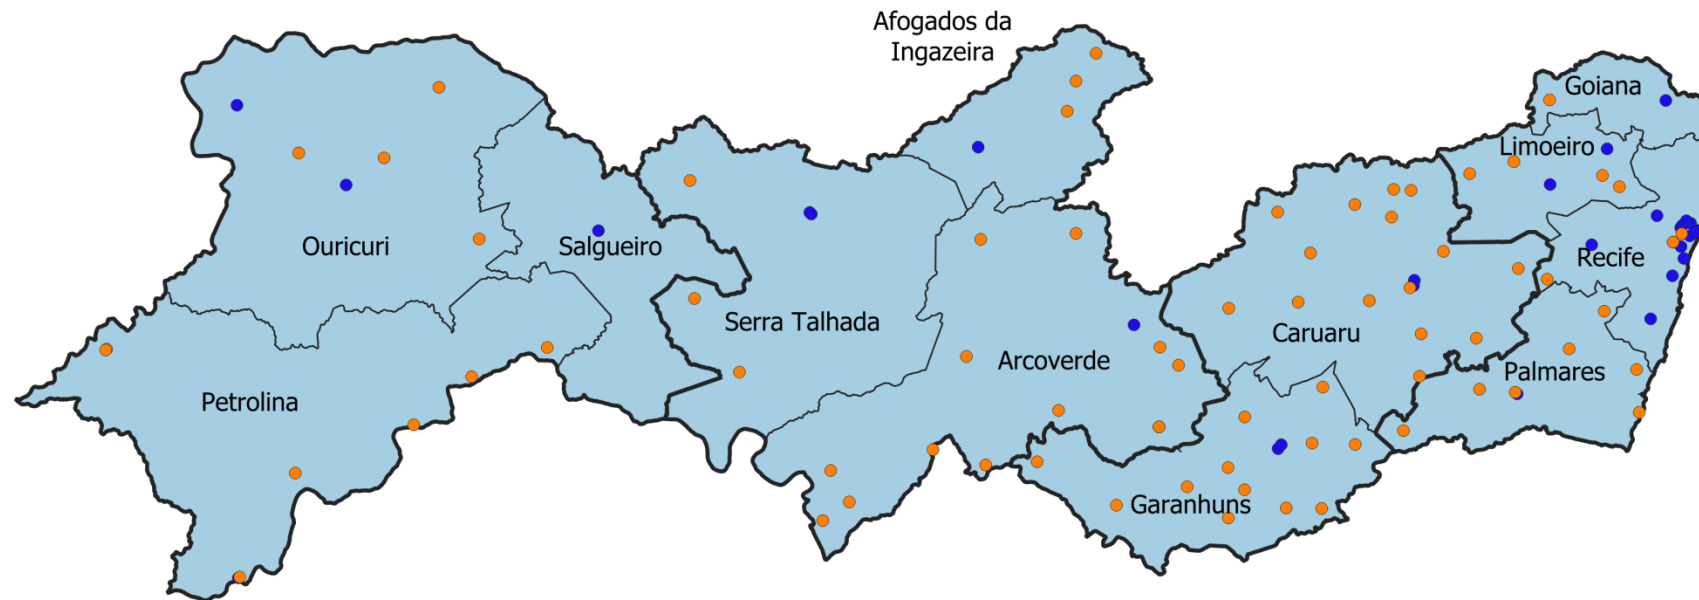 Afogados da
Ingazeira
Goiana
Limoeiro
Ouricuri
Salgueiro
Recife
Serra Talhada
Caruaru
Arcoverde
Palmares
Petrolina
Garanhuns